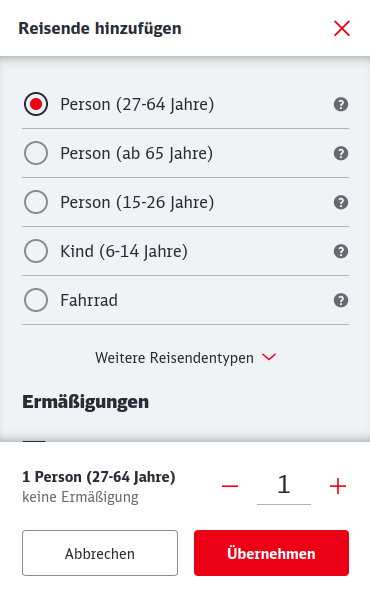 Reisende hinzufügen
Person (27-64 Jahre)
?
Person (ab 65 Jahre)
?
Person (15-26 Jahre)
?
Kind (6-14 Jahre)
?
Fahrrad
?
Weitere Reisendentypen
Ermäßigungen
1 Person (27-64 Jahre)
keine Ermäßigung
− 1 +
Abbrechen
Übernehmen